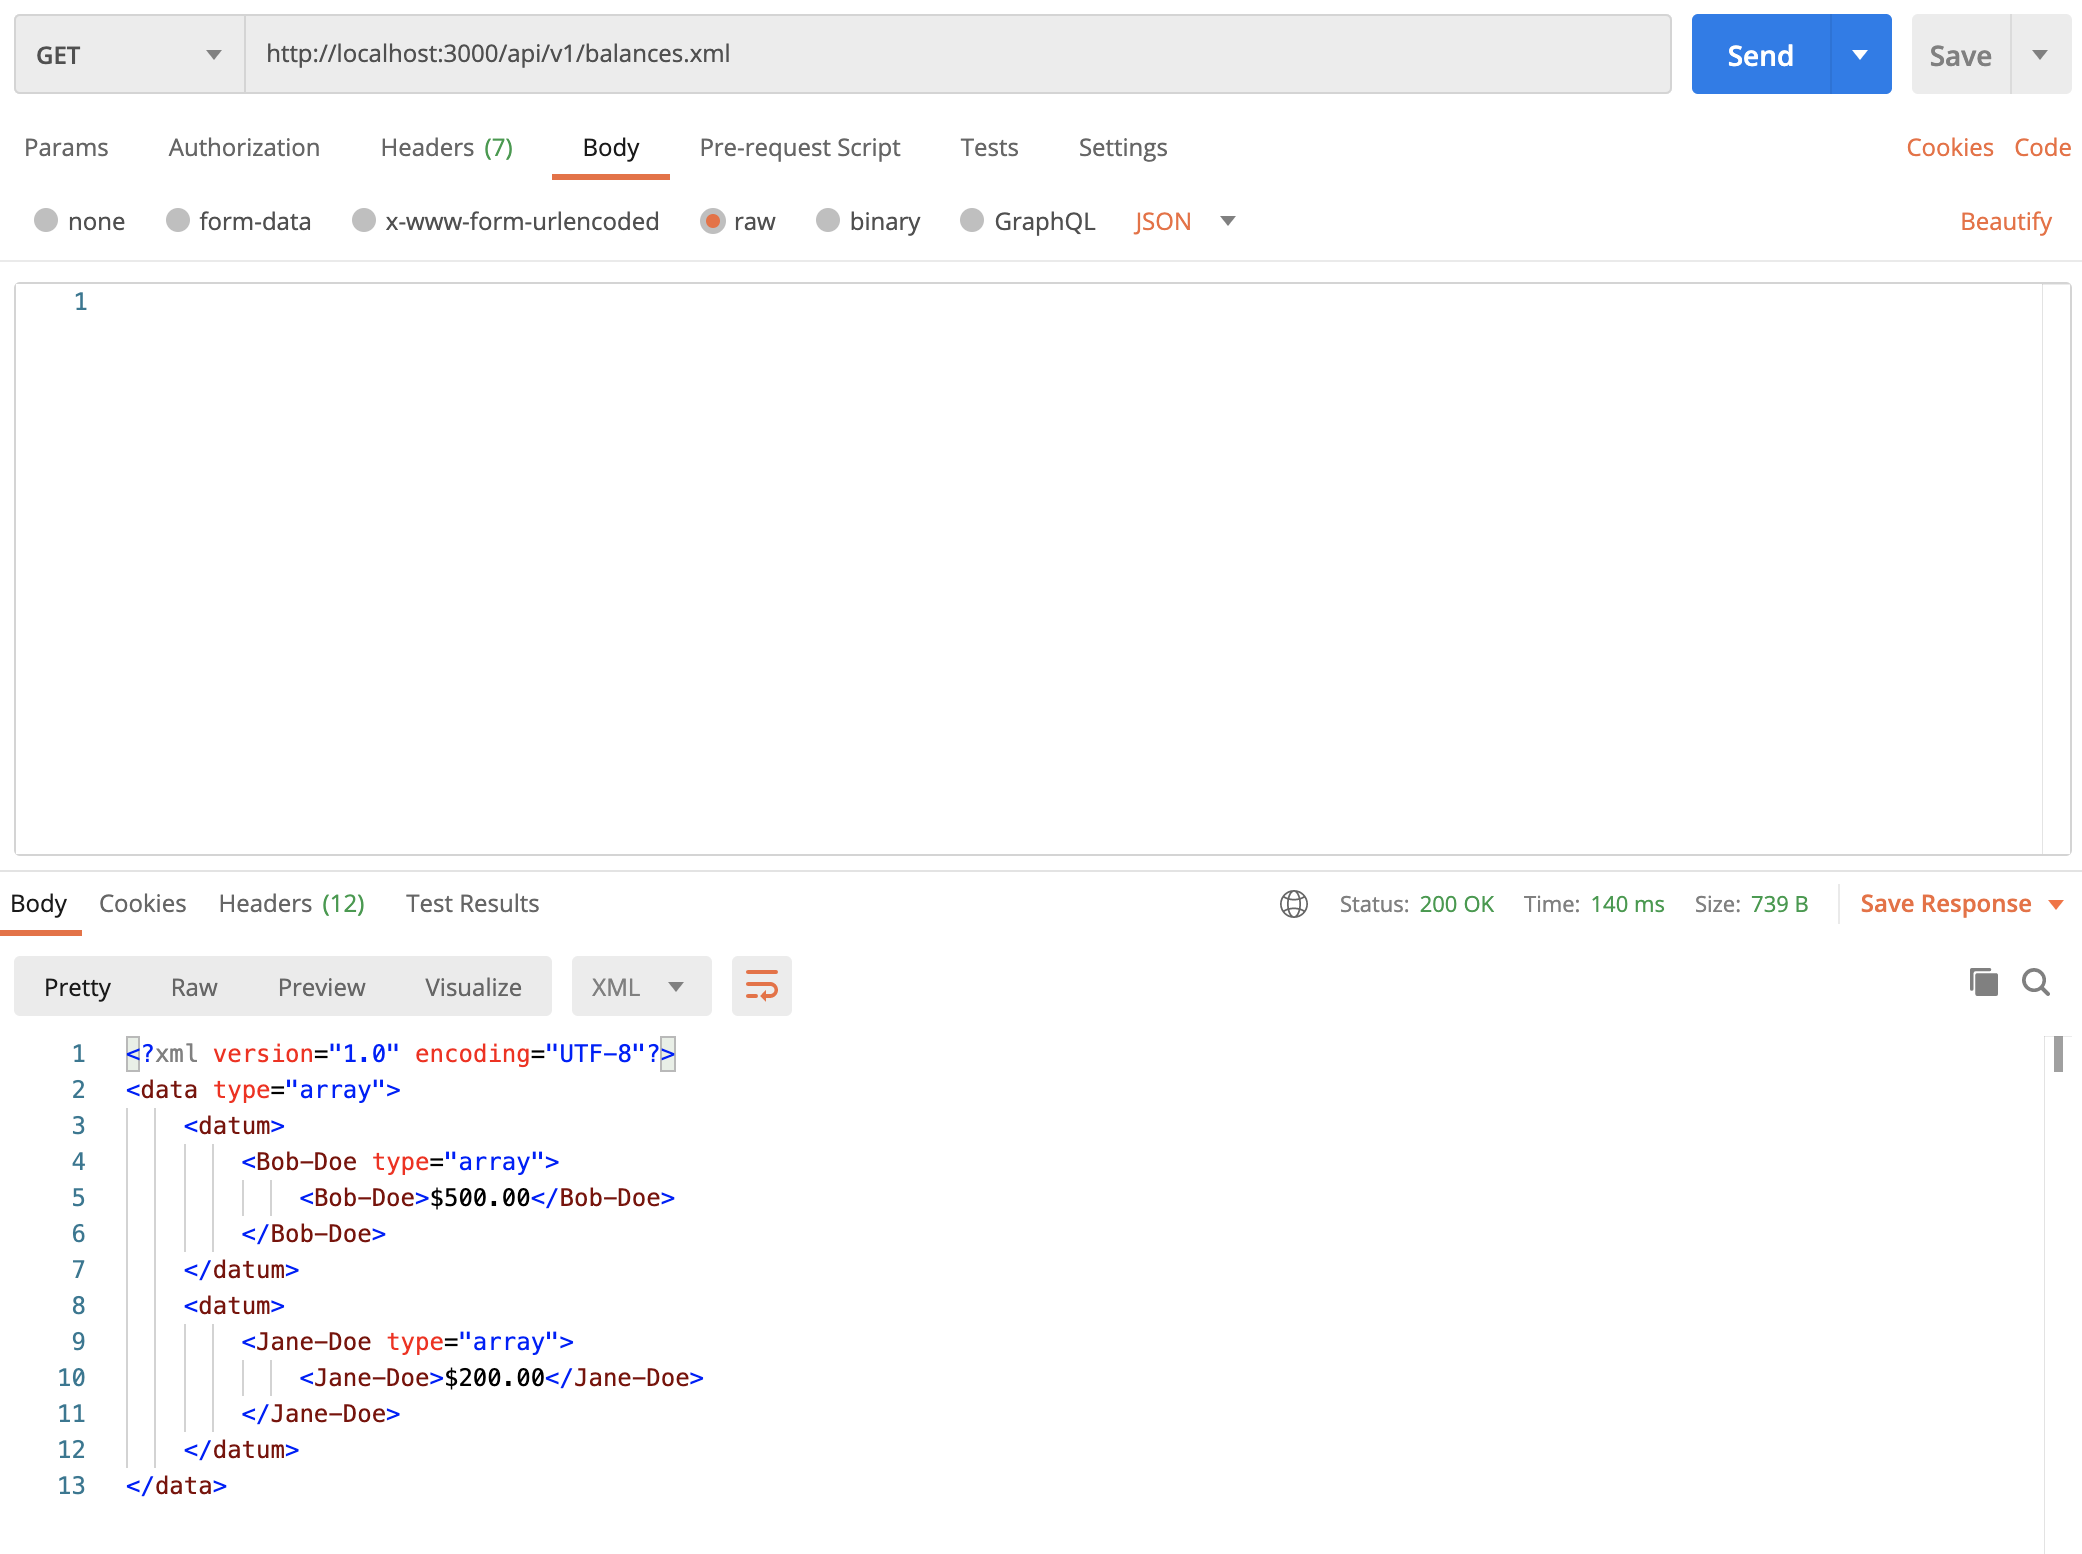 GET http://localhost:3000/api/v1/balances.xml Send Save
Params Authorization Headers (7) Body Pre-request Script Tests Settings Cookies Code
none form-data x-www-form-urlencoded raw binary GraphQL JSON Beautify
1
Body Cookies Headers (12) Test Results Status: 200 OK Time: 140 ms Size: 739 B Save Response
Pretty Raw Preview Visualize XML
1 <?xml version="1.0" encoding="UTF-8"?>
2 <data type="array">
3 <datum>
4 <Bob-Doe type="array">
5 <Bob-Doe>$500.00</Bob-Doe>
6 </Bob-Doe>
7 </datum>
8 <datum>
9 <Jane-Doe type="array">
10 <Jane-Doe>$200.00</Jane-Doe>
11 </Jane-Doe>
12 </datum>
13 </data>